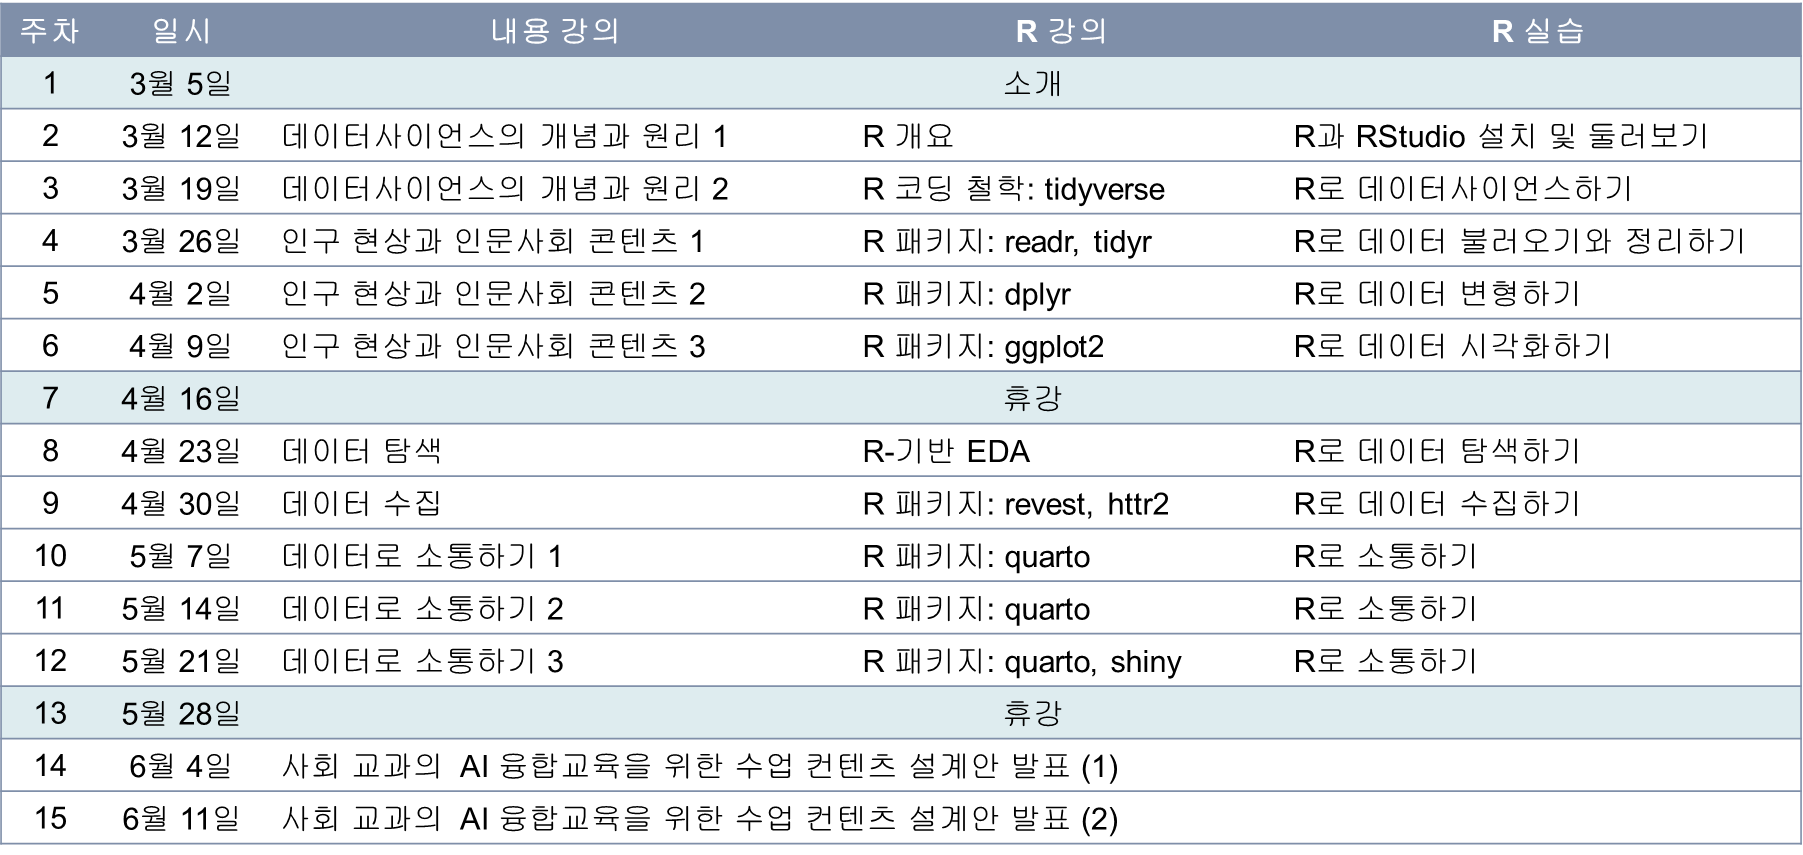 주차 일시 내용 강의 R 강의 R 실습
1 3월 5일 소개
2 3월 12일 데이터사이언스의 개념과 원리 1 R 개요 R과 RStudio 설치 및 둘러보기
3 3월 19일 데이터사이언스의 개념과 원리 2 R 코딩 철학: tidyverse R로 데이터사이언스하기
4 3월 26일 인구 현상과 인문사회 콘텐츠 1 R 패키지: readr, tidyr R로 데이터 불러오기와 정리하기
5 4월 2일 인구 현상과 인문사회 콘텐츠 2 R 패키지: dplyr R로 데이터 변형하기
6 4월 9일 인구 현상과 인문사회 콘텐츠 3 R 패키지: ggplot2 R로 데이터 시각화하기
7 4월 16일 휴강
8 4월 23일 데이터 탐색 R-기반 EDA R로 데이터 탐색하기
9 4월 30일 데이터 수집 R 패키지: revest, httr2 R로 데이터 수집하기
10 5월 7일 데이터로 소통하기 1 R 패키지: quarto R로 소통하기
11 5월 14일 데이터로 소통하기 2 R 패키지: quarto R로 소통하기
12 5월 21일 데이터로 소통하기 3 R 패키지: quarto, shiny R로 소통하기
13 5월 28일 휴강
14 6월 4일 사회 교과의 AI 융합교육을 위한 수업 컨텐츠 설계안 발표 (1)
15 6월 11일 사회 교과의 AI 융합교육을 위한 수업 컨텐츠 설계안 발표 (2)